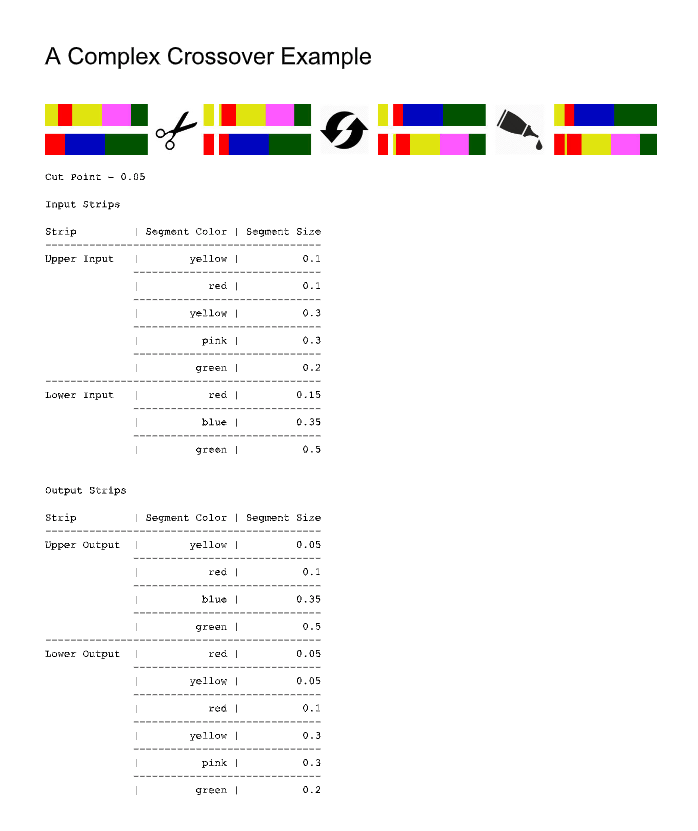 A Complex Crossover Example
Cut Point - 0.05
Input Strips
Strip | Segment Color | Segment Size
--------------------------------------------
Upper Input | yellow | 0.1
------------------------------
| red | 0.1
------------------------------
| yellow | 0.3
------------------------------
| pink | 0.3
------------------------------
| green | 0.2
--------------------------------------------
Lower Input | red | 0.15
------------------------------
| blue | 0.35
------------------------------
| green | 0.5
Output Strips
Strip | Segment Color | Segment Size
--------------------------------------------
Upper Output | yellow | 0.05
------------------------------
| red | 0.1
------------------------------
| blue | 0.35
------------------------------
| green | 0.5
--------------------------------------------
Lower Output | red | 0.05
------------------------------
| yellow | 0.05
------------------------------
| red | 0.1
------------------------------
| yellow | 0.3
------------------------------
| pink | 0.3
------------------------------
| green | 0.2